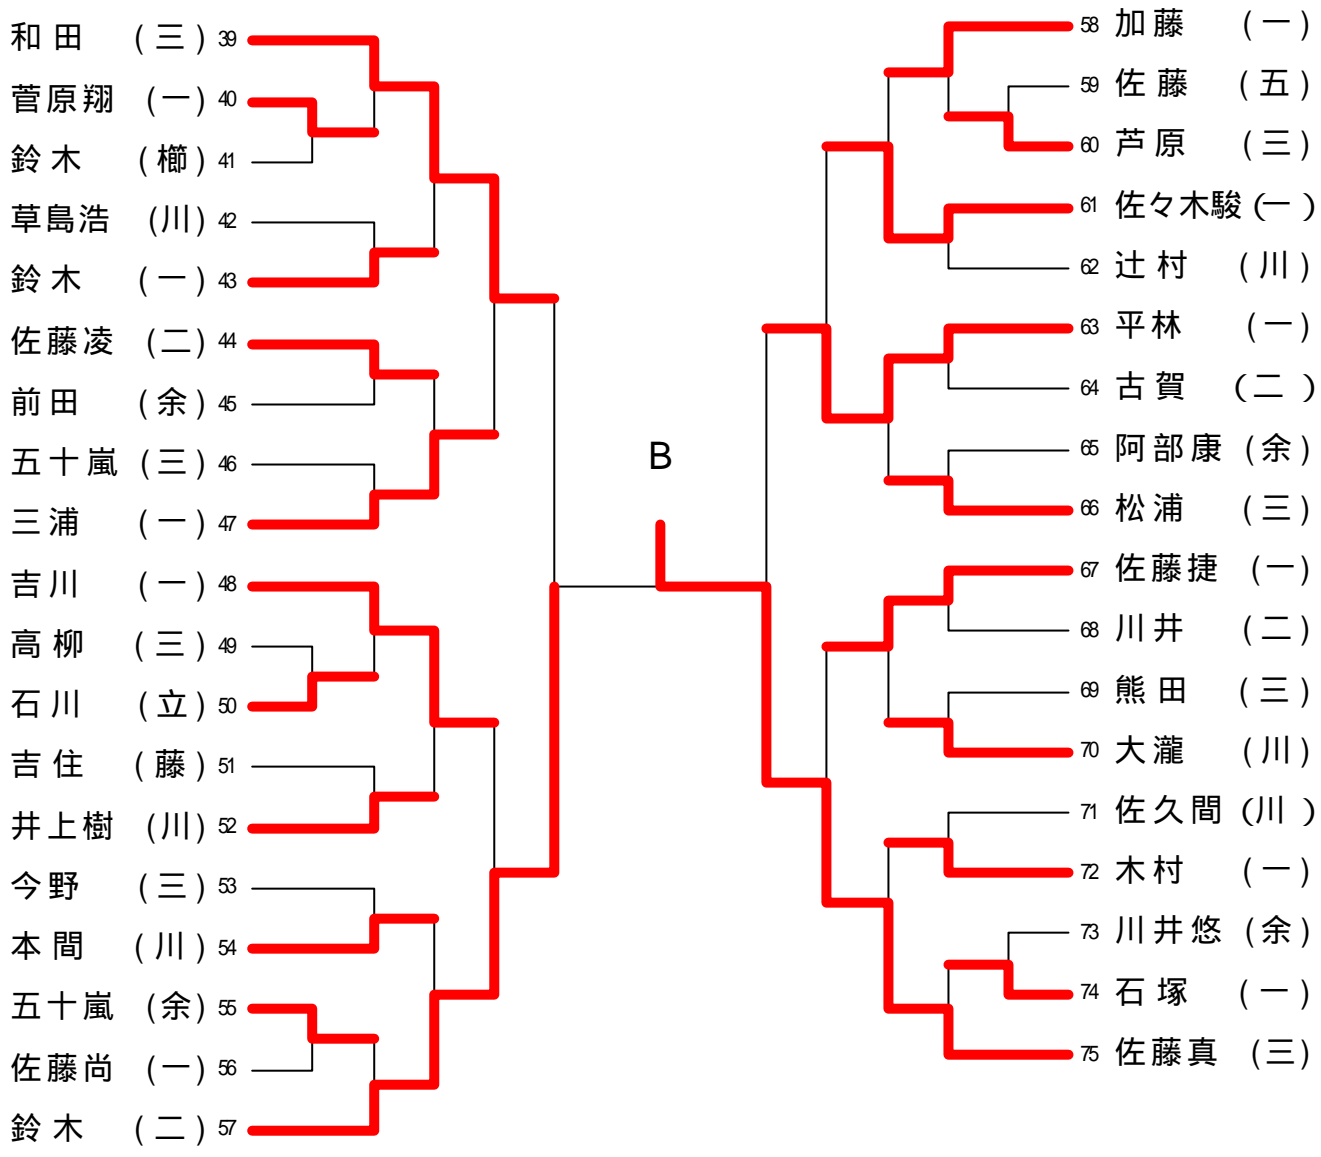 和田 (三) 39
菅原翔 (一) 40
鈴木 (櫛) 41
草島浩 (川) 42
鈴木 (一) 43
佐藤凌 (二) 44
前田 (余) 45
五十嵐 (三) 46
三浦 (一) 47
吉川 (一) 48
高柳 (三) 49
石川 (立) 50
吉住 (藤) 51
井上樹 (川) 52
今野 (三) 53
本間 (川) 54
五十嵐 (余) 55
佐藤尚 (一) 56
鈴木 (二) 57
B
58 加藤 (一)
59 佐藤 (五)
60 芦原 (三)
61 佐々木駿 (一)
62 辻村 (川)
63 平林 (一)
64 古賀 (二)
65 阿部康 (余)
66 松浦 (三)
67 佐藤捷 (一)
68 川井 (二)
69 熊田 (三)
70 大瀧 (川)
71 佐久間 (川)
72 木村 (一)
73 川井悠 (余)
74 石塚 (一)
75 佐藤真 (三)